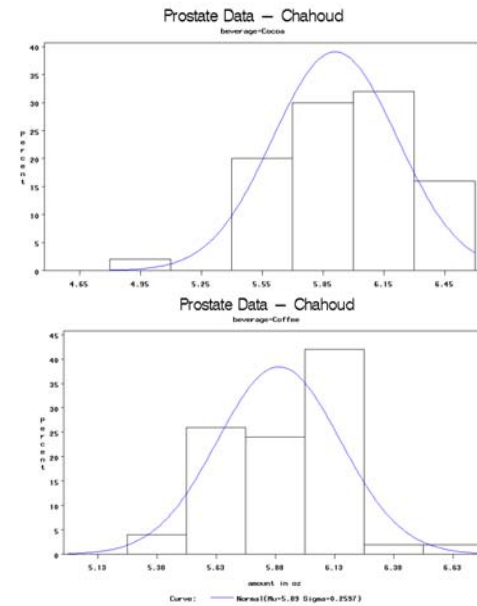 Prostate Data – Chahoud
beverage=Cocoa
Percent
40
35
30
25
20
15
10
5
0
4.65 4.95 5.25 5.55 5.85 6.15 6.45
Prostate Data – Chahoud
beverage=Coffee
Percent
45
40
35
30
25
20
15
10
5
0
5.13 5.38 5.63 5.88 6.13 6.38 6.63
amount in oz
Curve: Normal(Mu=5.89 Sigma=0.2597)